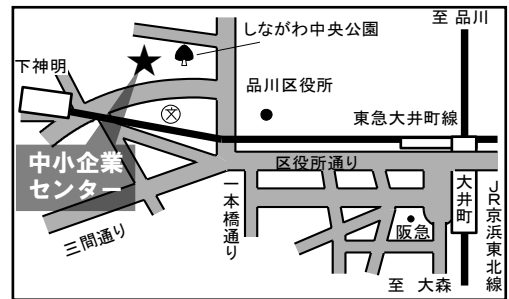 しながわ中央公園
至 品川
下神明
品川区役所
文
東急大井町線
中小企業
センター
区役所通り
一本橋通り
大井町
JR京浜東北線
三間通り
阪急
至 大森